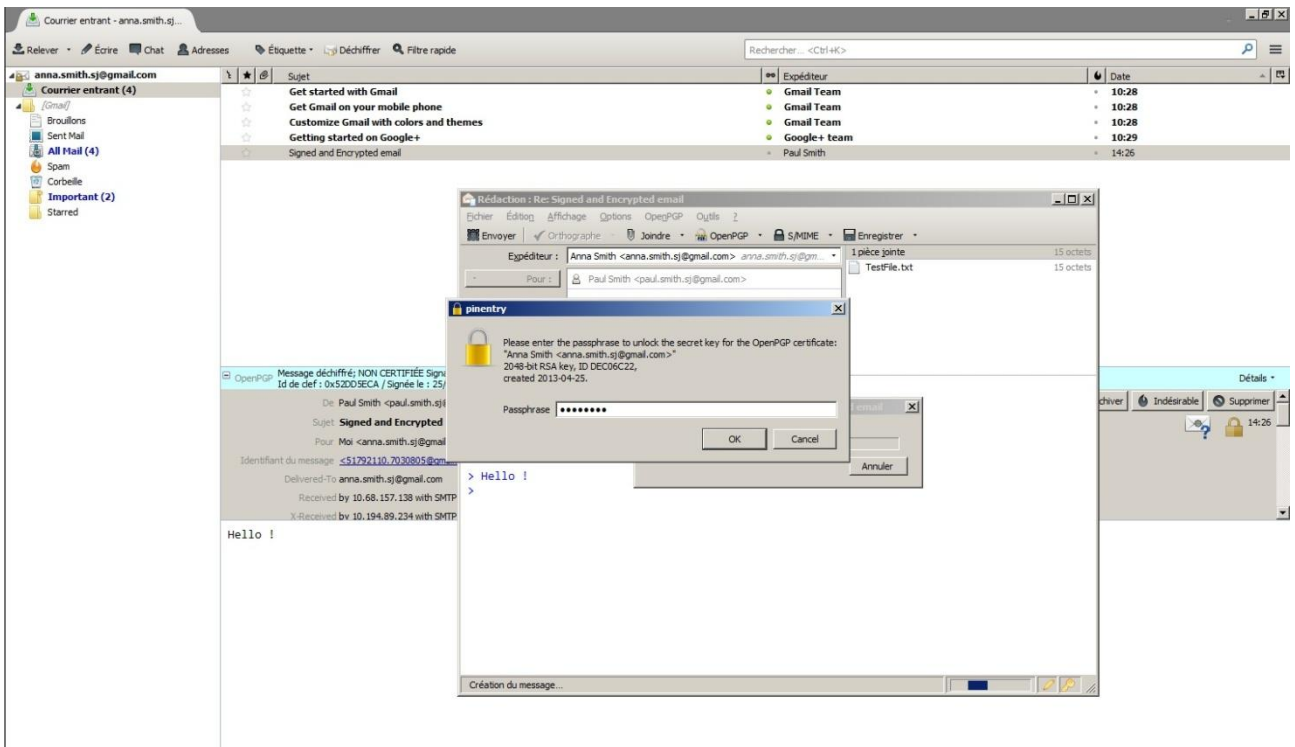 Courrier entrant - anna.smith.sj...
Relever Écrire Chat Adresses Étiquette Déchiffrer Filtre rapide Rechercher... <Ctrl+K>
anna.smith.sj@gmail.com
Courrier entrant (4)
[Gmail]
Brouillons
Sent Mail
All Mail (4)
Spam
Corbeille
Important (2)
Starred
Sujet Expéditeur Date
Get started with Gmail Gmail Team 10:28
Get Gmail on your mobile phone Gmail Team 10:28
Customize Gmail with colors and themes Gmail Team 10:28
Getting started on Google+ Google+ team 10:29
Signed and Encrypted email Paul Smith 14:26
Rédaction : Re: Signed and Encrypted email
Fichier Édition Affichage Options OpenPGP Outils ?
Envoyer Orthographe Joindre OpenPGP S/MIME Enregistrer
Expéditeur : Anna Smith <anna.smith.sj@gmail.com> anna.smith.sj@gm...
Pour : Paul Smith <paul.smith.sj@gmail.com>
1 pièce jointe 15 octets
TestFile.txt 15 octets
pinentry
Please enter the passphrase to unlock the secret key for the OpenPGP certificate:
"Anna Smith <anna.smith.sj@gmail.com>"
2048-bit RSA key, ID DEC06C22,
created 2013-04-25.
Passphrase ••••••••
OK Cancel
email
Annuler
> Hello !
>
Création du message...
OpenPGP Message déchiffré; NON CERTIFIÉE
Id de clef : 0x52DD5ECA / Signée le : 25/
Détails
Indésirable Supprimer
14:26
De Paul Smith <paul.smith.sj
Sujet Signed and Encrypted
Pour Moi <anna.smith.sj@gmail
Identifiant du message <51792110.7030805@gm
Delivered-To anna.smith.sj@gmail.com
Received by 10.68.157.138 with SMTP
X-Received by 10.194.89.234 with SMTP
Hello !